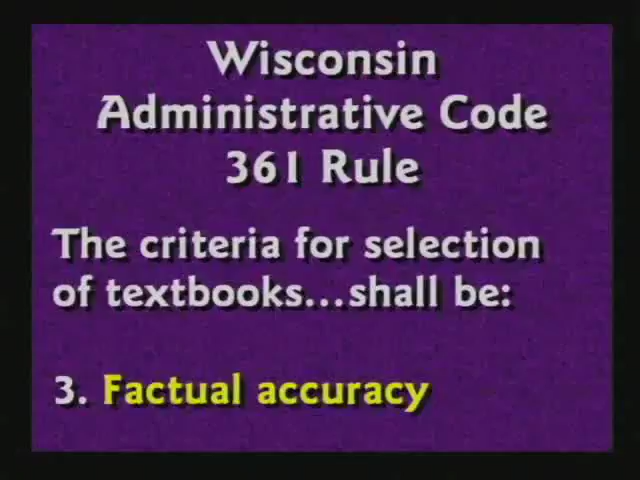 Wisconsin
Administrative Code
361 Rule
The criteria for selection
of textbooks...shall be:
3. Factual accuracy